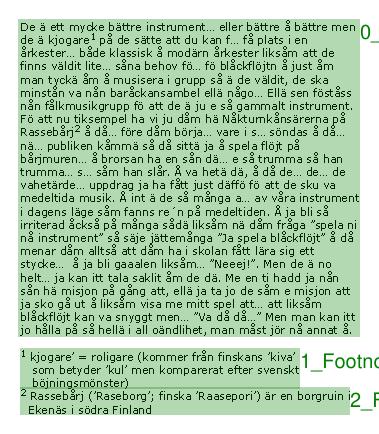 De ä ett mycke bättre instrument... eller bättre å bättre men
de ä kjogare¹ på de sätte att du kan f... få plats i en
årkester... både klassisk å modärn årkester liksåm att de
finns väldit lite... såna behov fö... fö blåckflöjtn å just åm
man tyckä åm å musisera i grupp så ä de väldit, de ska
minstån va nån baråckansambel ellä någo... Ellä sen föståss
nån fålkmusikgrupp fö att de ä ju e så gammalt instrument.
Fö att nu tiksempel ha vi ju dåm hä Nåkturnkånsärerna på
Rassebårj² å då... före dåm börja... vare i s... söndas å då...
nä... publiken kåmmä så då sittä ja å spela flöjt på
bärjmuren... å brorsan ha en sån dä... e så trumma så han
trumma... s... såm han slår. Å va hetä dä, å då de... de... de
vahetärde... uppdrag ja ha fått just däffö fö att de sku va
medeltida musik. Å int ä de så många a... av våra instrument
i dagens läge såm fanns re´n på medeltiden. Å ja bli så
irriterad åckså på många sådä liksåm nä dåm fråga "spela ni
nå instrument" så säje jättemånga "Ja spela blåckflöjt" å då
menar dåm alltså att dåm ha i skolan fått lära sig ett
stycke... å ja bli gaaalen liksåm... "Neeej!". Men de ä no
helt... ja kan itt tala saklit åm de dä. Me en ti hadd ja nån
sån hä misjon på gång att, ellä ja ta jo de såm e misjon att
ja sko gå ut å liksåm visa me mitt spel att... att liksåm
blåckflöjt kan va snyggt men... "Va då då..." Men man kan itt
jo hålla på så hellä i all oändlihet, man måst jör nå annat å.
¹ kjogare' = roligare (kommer från finskans 'kiva'
som betyder 'kul' men komparerat efter svenskt
böjningsmönster)
² Rassebårj ('Raseborg'; finska 'Raasepori') är en borgruin i
Ekenäs i södra Finland